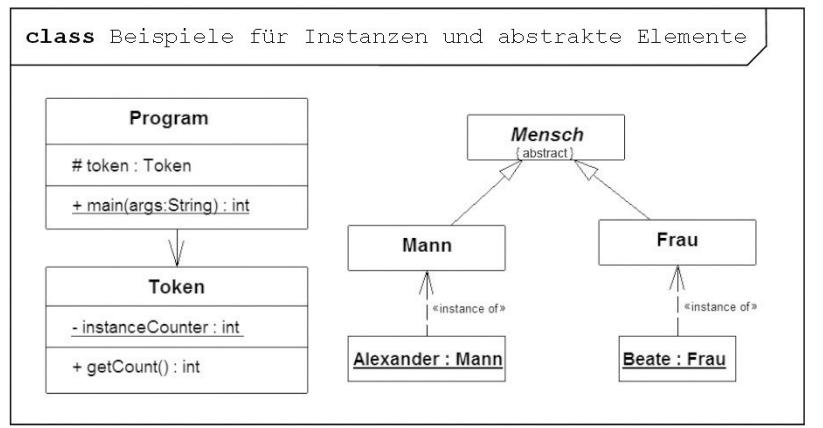 class Beispiele für Instanzen und abstrakte Elemente
Program
# token : Token
+ main(args:String) : int
Token
- instanceCounter : int
+ getCount() : int
Mensch
{ abstract }
Mann
Frau
«instance of»
«instance of»
Alexander : Mann
Beate : Frau